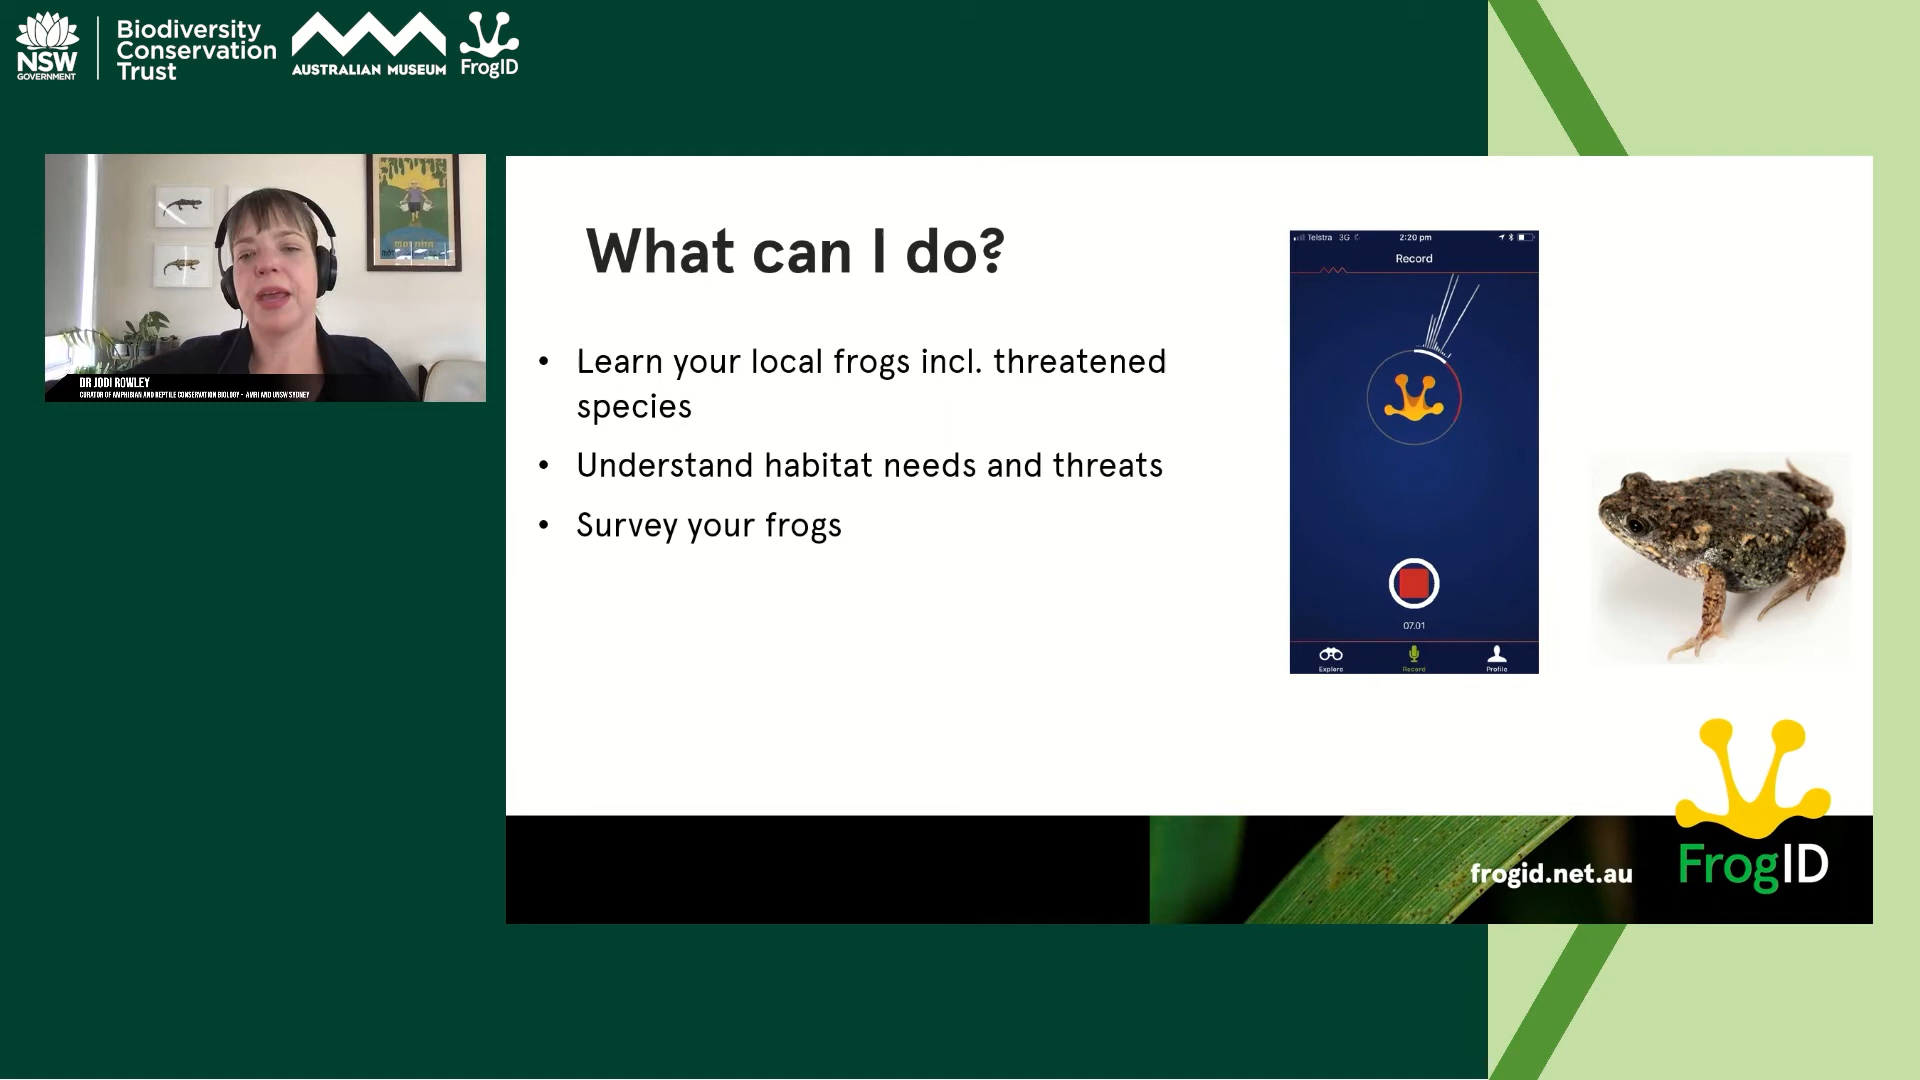 NSW
GOVERNMENT
Biodiversity
Conservation
Trust
AUSTRALIAN MUSEUM
FrogID
DR JODI ROWLEY
CURATOR OF AMPHIBIAN AND REPTILE CONSERVATION BIOLOGY - AMRI AND UNSW SYDNEY
What can I do?
• Learn your local frogs incl. threatened
species
• Understand habitat needs and threats
• Survey your frogs
Telstra 3G 2:20 pm
Record
07.01
Explore Record Profile
frogid.net.au
FrogID